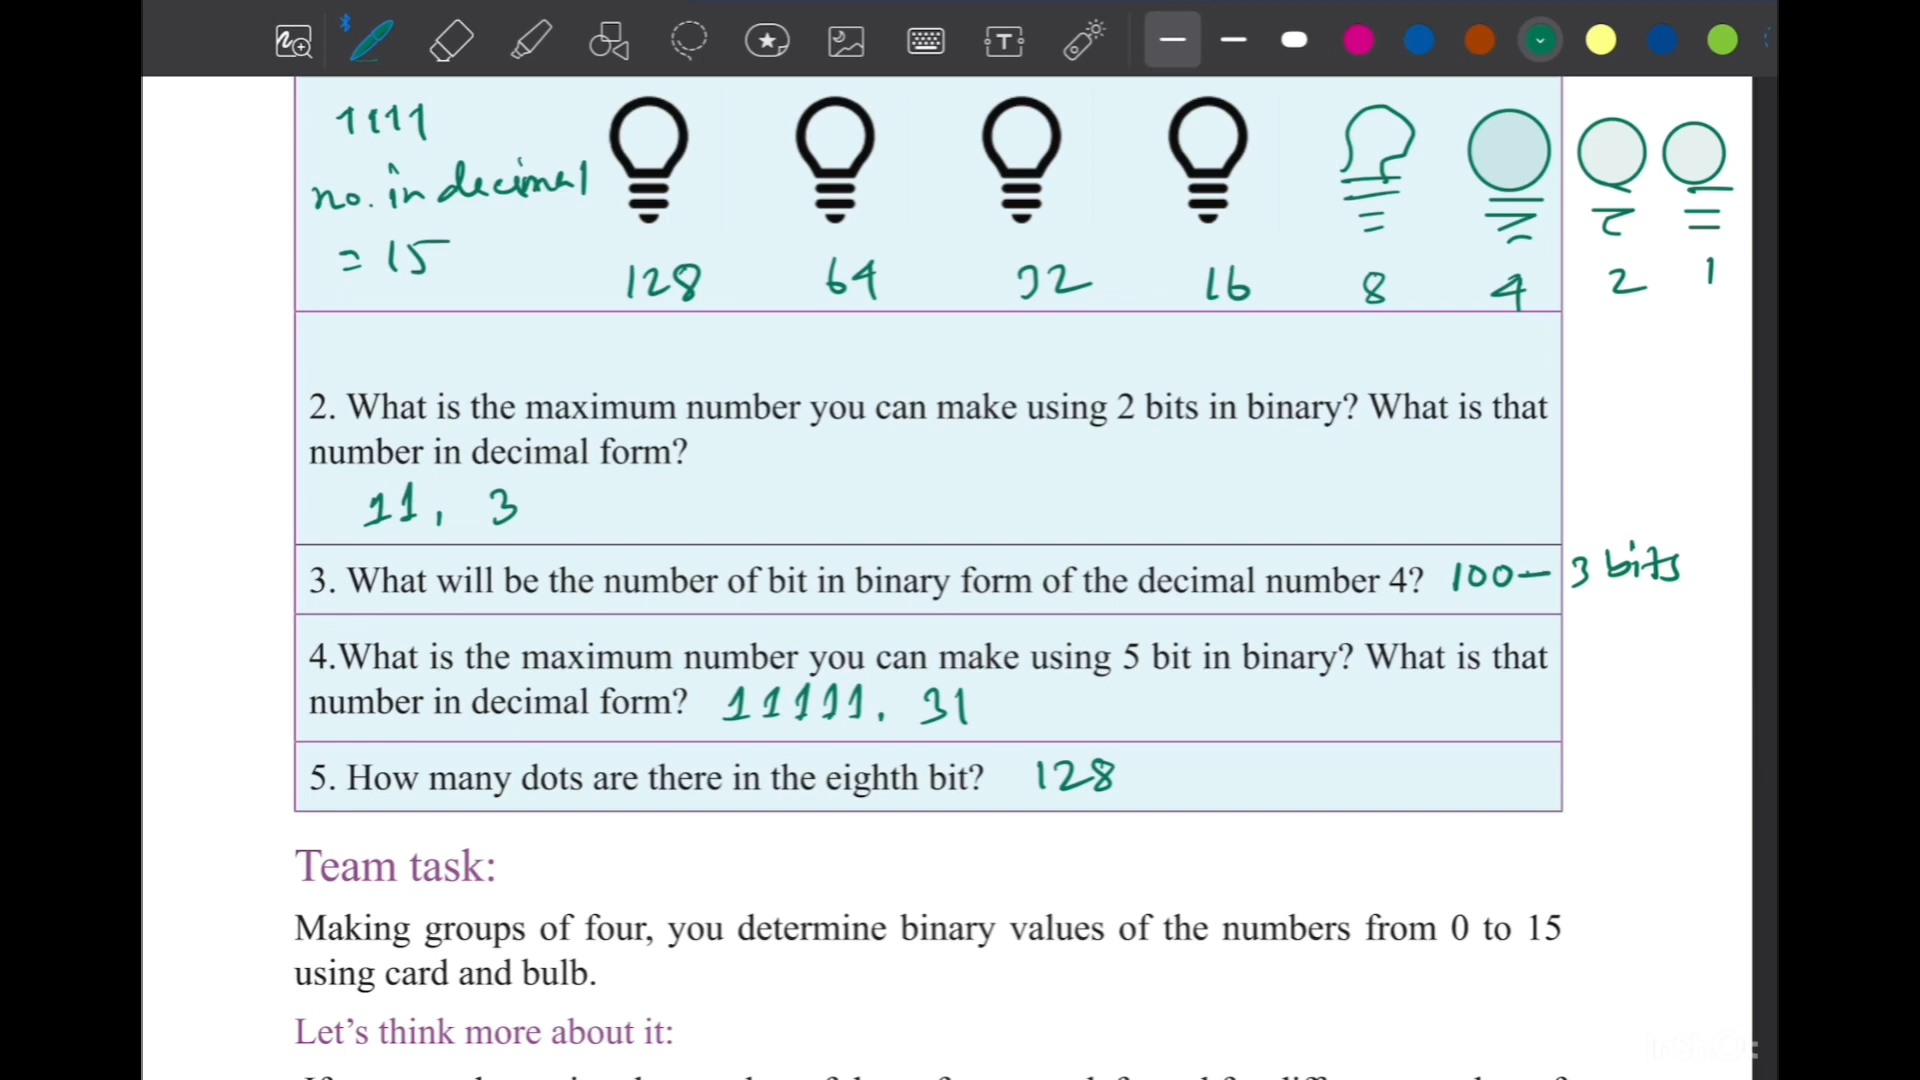 1111
no. in decimal
= 15
128 64 32 16 8 4 2 1
2. What is the maximum number you can make using 2 bits in binary? What is that
number in decimal form?
11, 3
3. What will be the number of bit in binary form of the decimal number 4? 100 – 3 bits
4.What is the maximum number you can make using 5 bit in binary? What is that
number in decimal form? 11111, 31
5. How many dots are there in the eighth bit? 128
Team task:
Making groups of four, you determine binary values of the numbers from 0 to 15
using card and bulb.
Let’s think more about it: